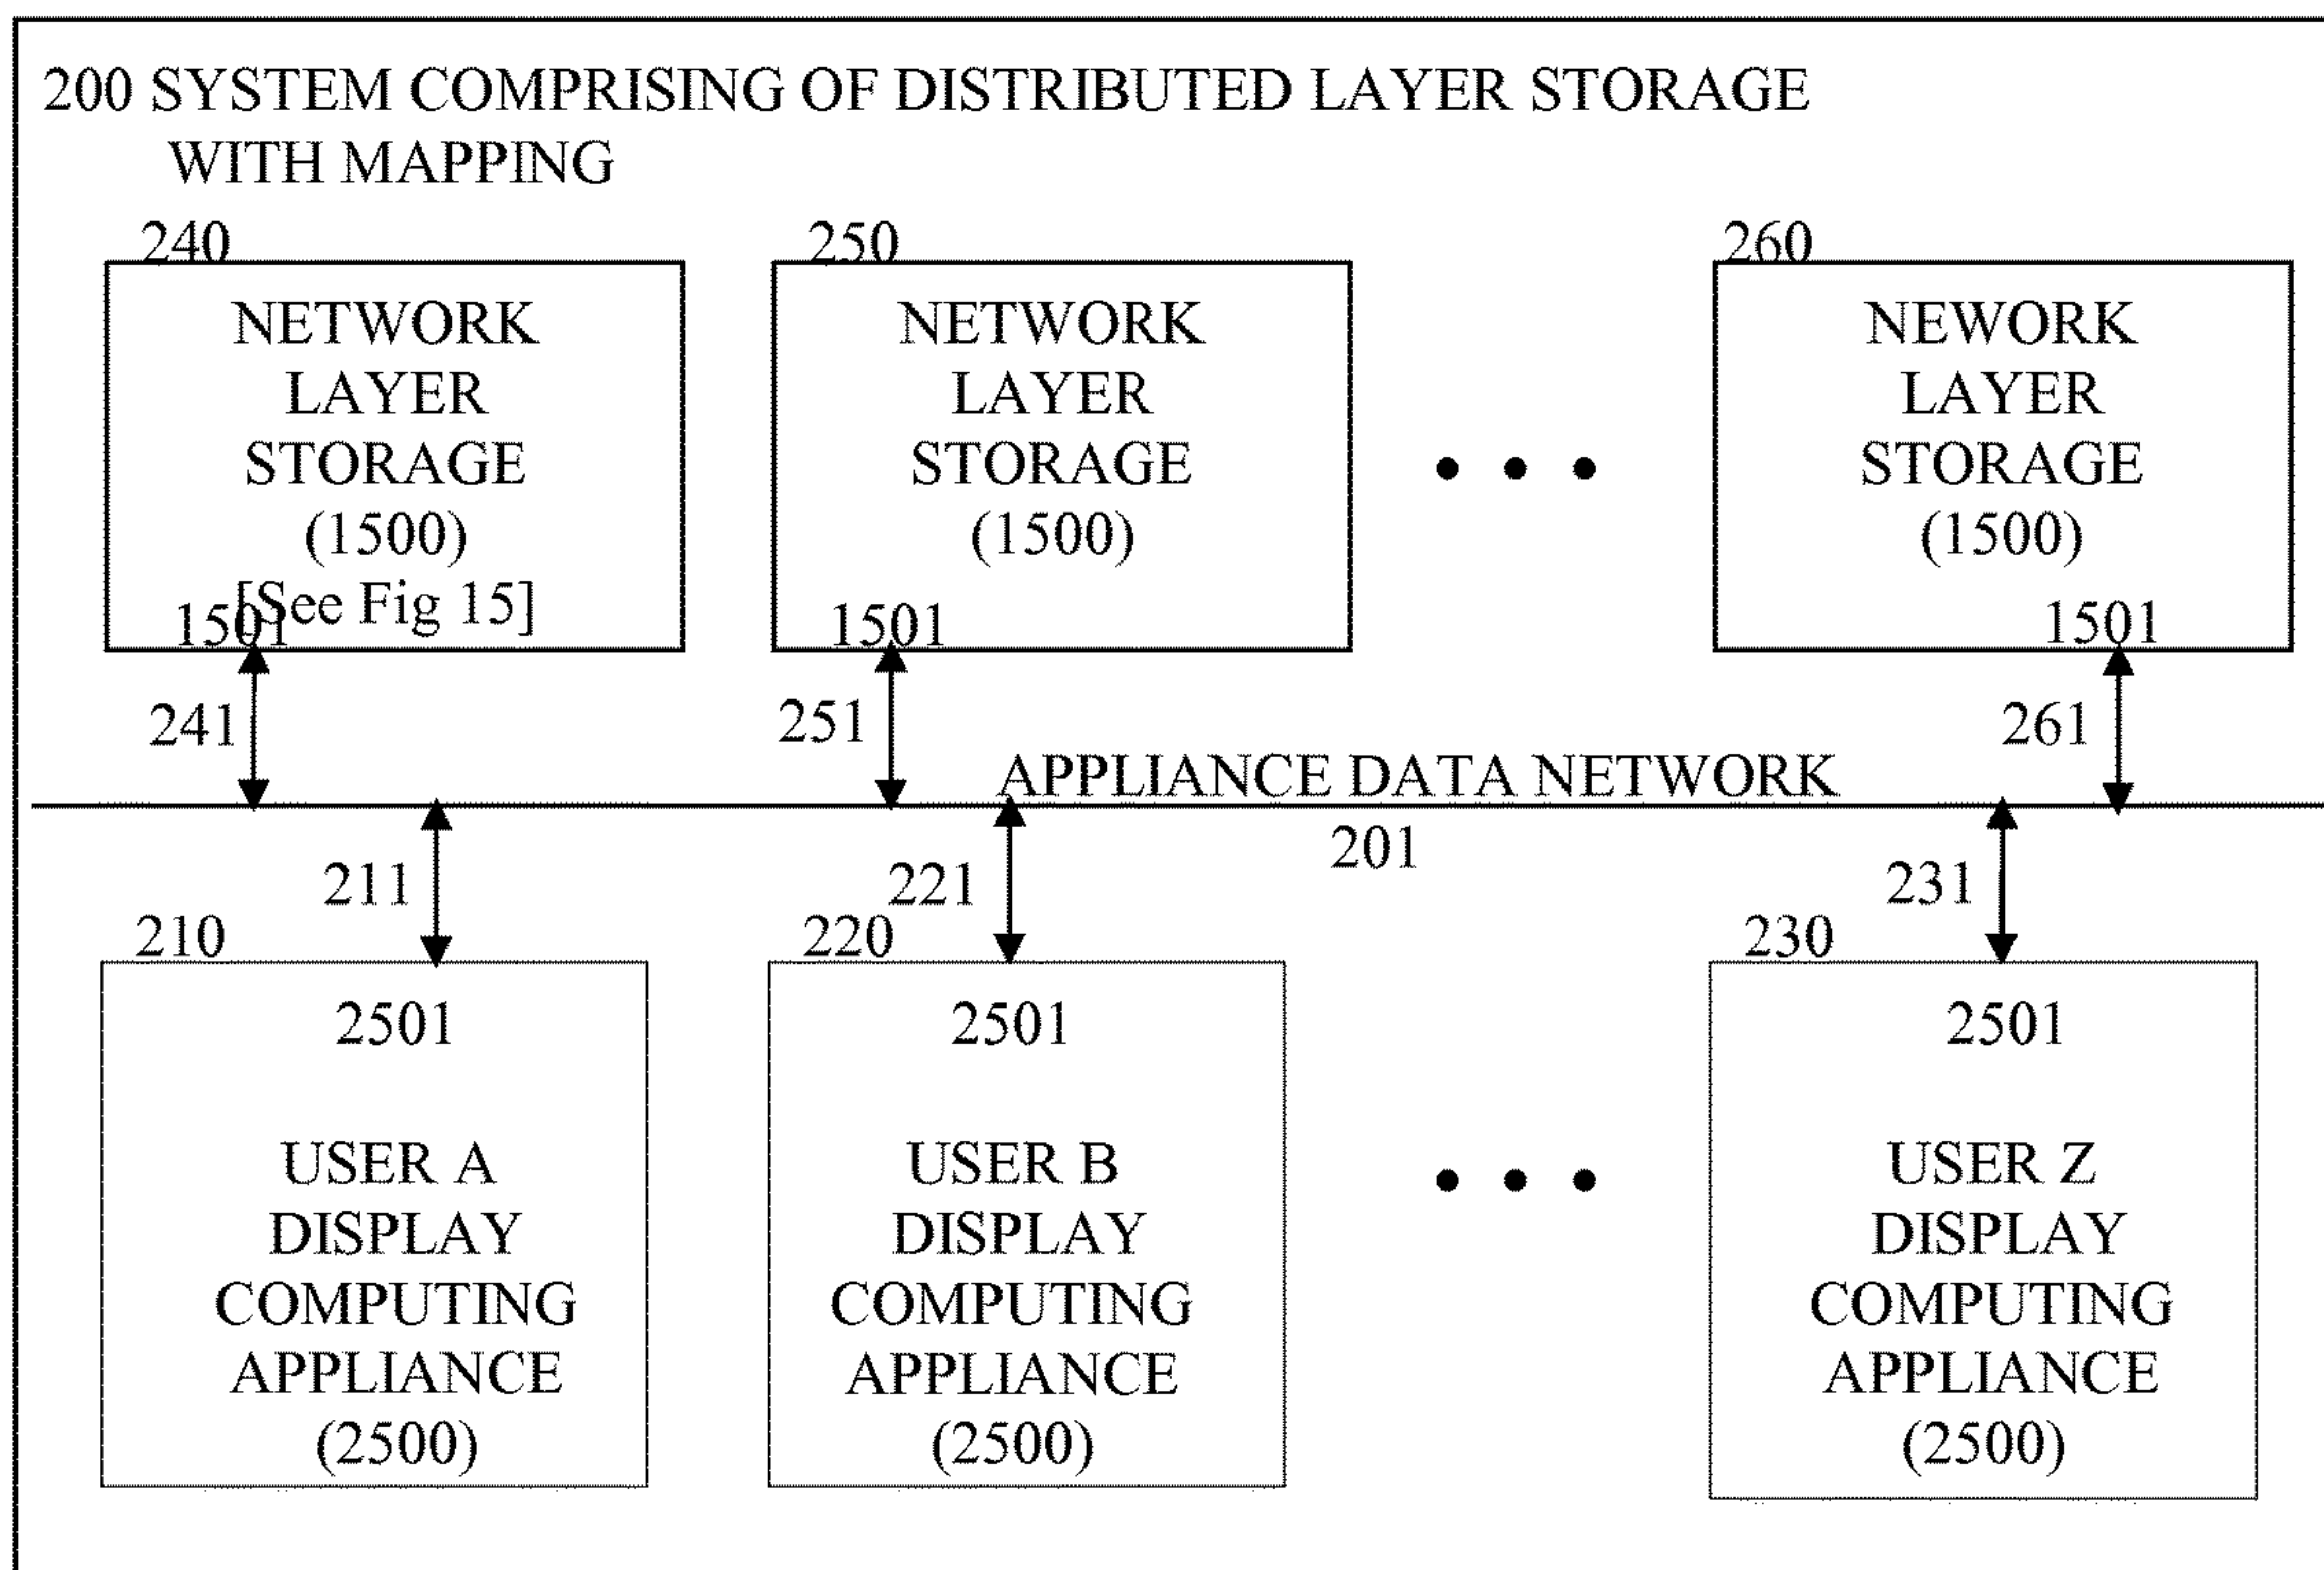 200 SYSTEM COMPRISING OF DISTRIBUTED LAYER STORAGE
WITH MAPPING
240
NETWORK
LAYER
STORAGE
(1500)
[See Fig 15]
1501
241
250
NETWORK
LAYER
STORAGE
(1500)
1501
251
260
NEWORK
LAYER
STORAGE
(1500)
1501
261
APPLIANCE DATA NETWORK
201
211
210
2501
USER A
DISPLAY
COMPUTING
APPLIANCE
(2500)
221
220
2501
USER B
DISPLAY
COMPUTING
APPLIANCE
(2500)
231
230
2501
USER Z
DISPLAY
COMPUTING
APPLIANCE
(2500)